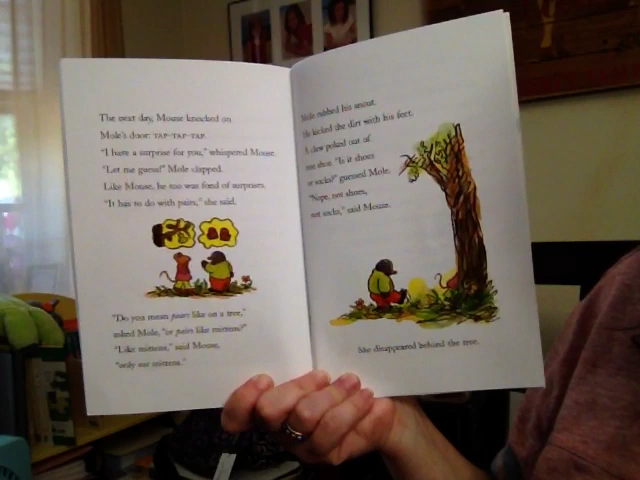 The next day, Mouse knocked on
Mole's door: TAP-TAP-TAP.
"I have a surprise for you," whispered Mouse.
"Let me guess!" Mole clapped.
Like Mouse, he too was fond of surprises.
"It has to do with pairs," she said.
"Do you mean pears like on a tree,"
asked Mole, "or pairs like mittens?"
"Like mittens," said Mouse,
"only not mittens."
Mole rubbed his snout.
He kicked the dirt with his feet.
A claw poked out of
one shoe. "Is it shoes
or socks?" guessed Mole.
"Nope, not shoes,
not socks," said Mouse.
She disappeared behind the tree.